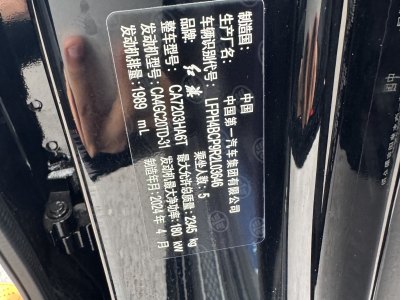 制造国： 中国
生产厂名： 中国第一汽车集团有限公司
车辆识别代号： LFPH4BCP9R2L03346
品牌： 红旗 乘坐人数：5
整车型号： CA7203HA6T 最大允许总质量：2345 kg
发动机型号： CA4GC20TD-31 发动机最大净功率：180 kW
发动机排量： 1989 mL 制造年月：2024 年 4 月